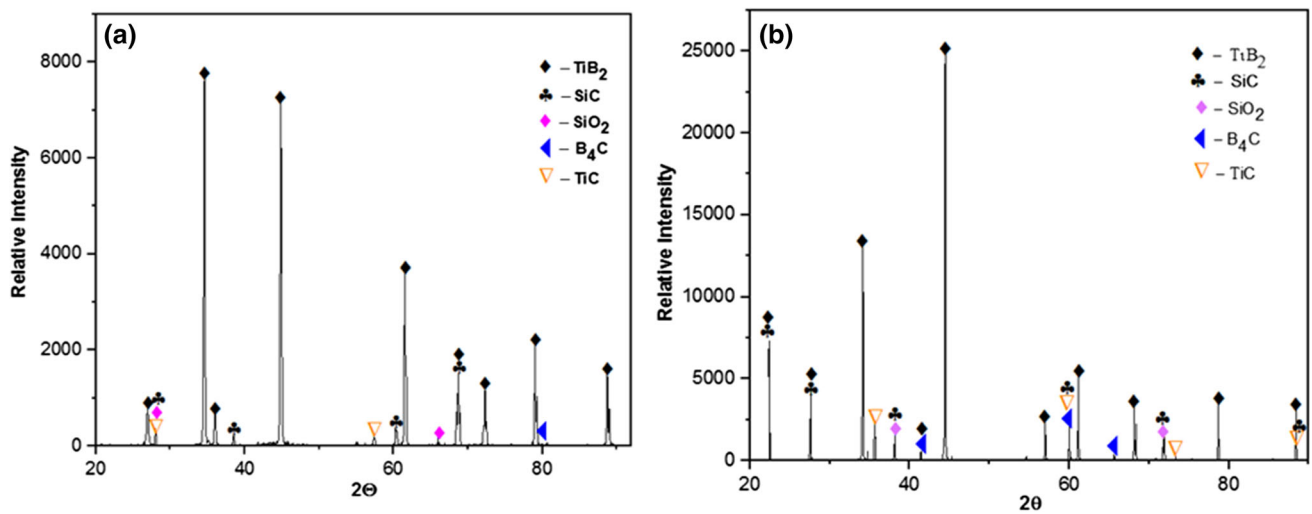 (a)
8000
6000
4000
2000
0
20
40
60
80
Relative Intensity
2Θ
– TiB₂
– SiC
– SiO₂
– B₄C
– TiC
(b)
25000
20000
15000
10000
5000
0
20
40
60
80
Relative Intensity
2θ
– TιB₂
– SiC
– SiO₂
– B₄C
– TiC